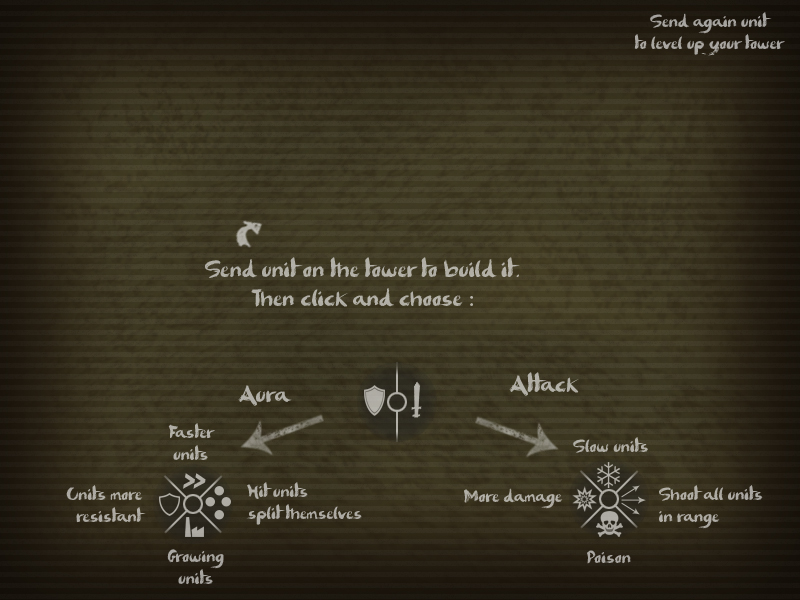 Send again unit
to level up your tower
Send unit on the tower to build it.
Then click and choose :
Aura
Attack
Faster
units
Units more
resistant
Hit units
split themselves
Growing
units
Slow units
More damage
Shoot all units
in range
Poison